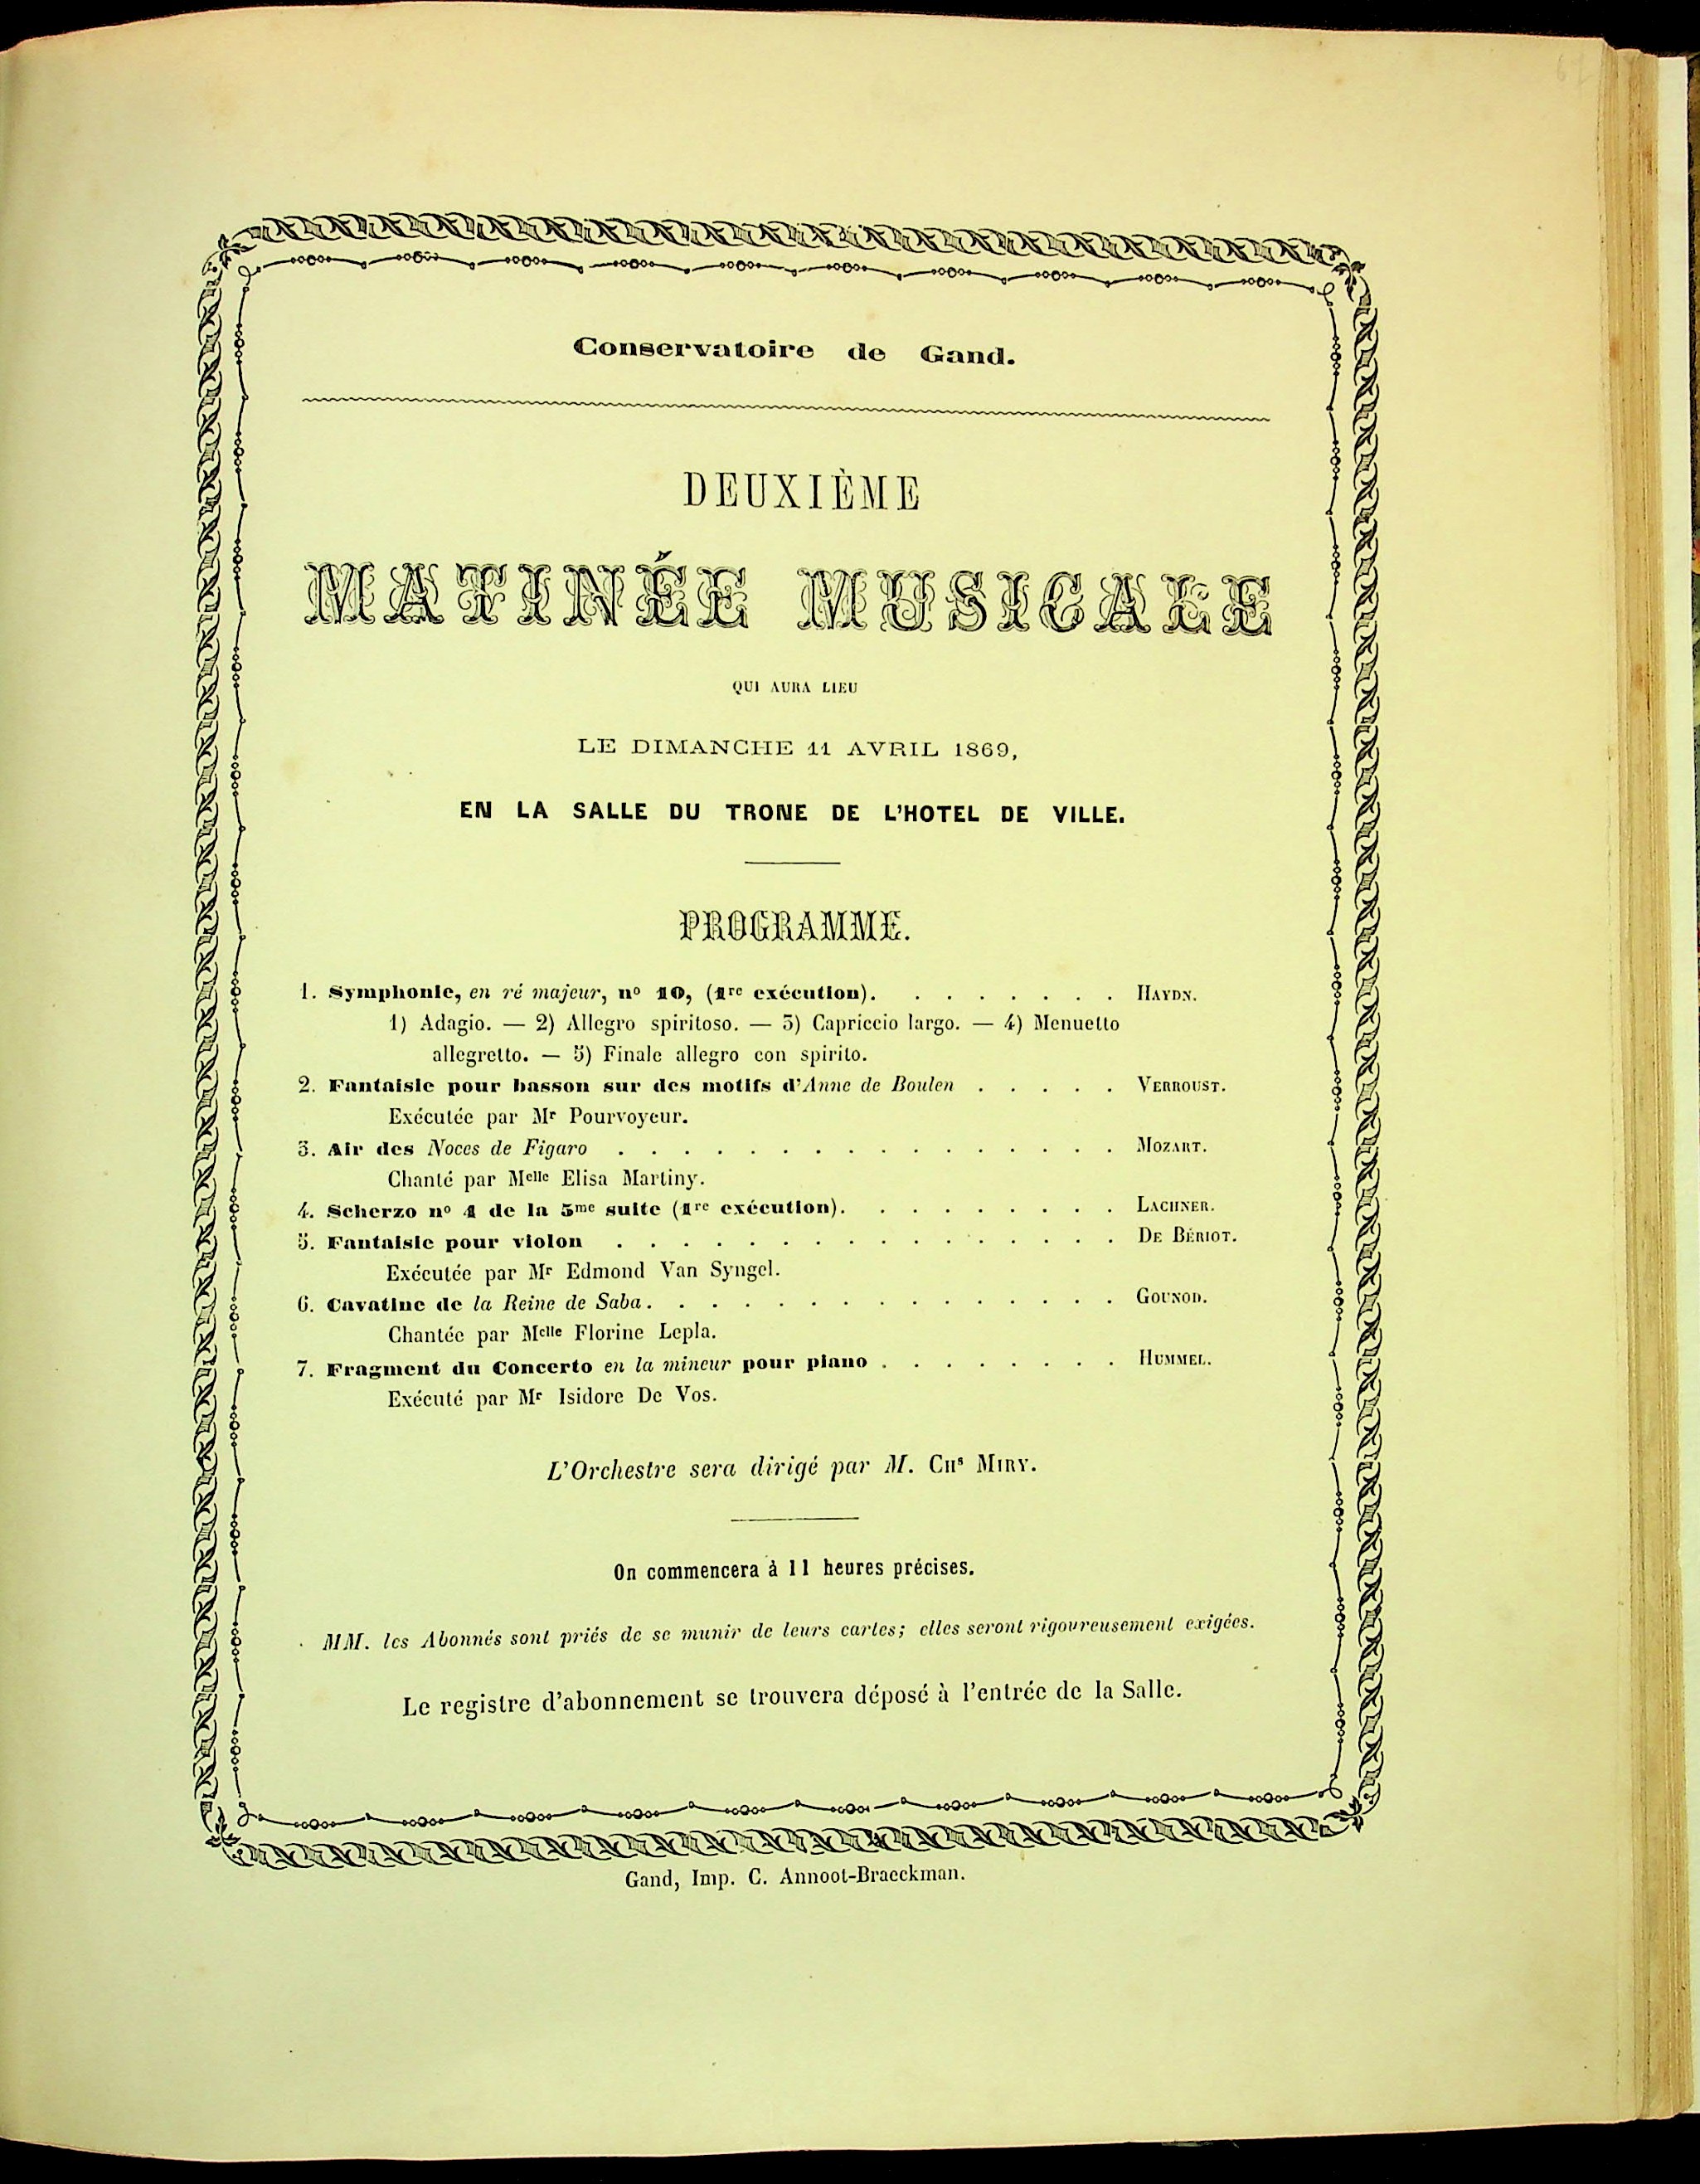 Conservatoire de Gand.
DEUXIÈME
MATINÉE MUSICALE
QUI AURA LIEU
LE DIMANCHE 11 AVRIL 1869,
EN LA SALLE DU TRONE DE L'HOTEL DE VILLE.
PROGRAMME.
1. Symphonie, en ré majeur, nº 10, (1re exécution). . . . . . . . Haydn.
1) Adagio. — 2) Allegro spiritoso. — 3) Capriccio largo. — 4) Menuetto
allegretto. — 5) Finale allegro con spirito.
2. Fantaisie pour basson sur des motifs d'Anne de Boulen . . . . . Verroust.
Exécutée par Mr Pourvoyeur.
3. Air des Noces de Figaro . . . . . . . . . . . . . . . . Mozart.
Chanté par Melle Elisa Martiny.
4. Scherzo nº 1 de la 5me suite (1re exécution). . . . . . . . . Lachner.
5. Fantaisie pour violon . . . . . . . . . . . . . . . . De Bériot.
Exécutée par Mr Edmond Van Syngel.
6. Cavatine de la Reine de Saba. . . . . . . . . . . . . . . Gounod.
Chantée par Melle Florine Lepla.
7. Fragment du Concerto en la mineur pour piano . . . . . . . . Hummel.
Exécuté par Mr Isidore De Vos.
L'Orchestre sera dirigé par M. Chs Miry.
On commencera à 11 heures précises.
MM. les Abonnés sont priés de se munir de leurs cartes; elles seront rigoureusement exigées.
Le registre d'abonnement se trouvera déposé à l'entrée de la Salle.
Gand, Imp. C. Annoot-Braeckman.